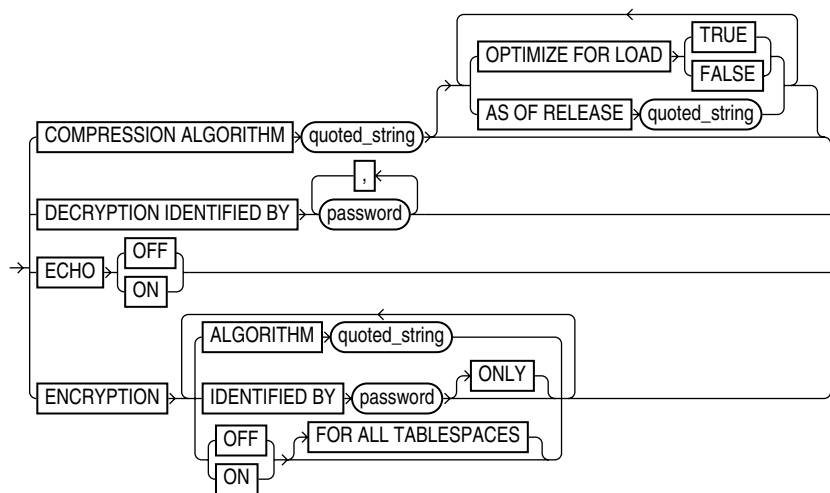 OPTIMIZE FOR LOAD
TRUE
FALSE
AS OF RELEASE quoted_string
COMPRESSION ALGORITHM quoted_string
,
DECRYPTION IDENTIFIED BY password
ECHO
OFF
ON
ALGORITHM quoted_string
ENCRYPTION IDENTIFIED BY password ONLY
OFF
ON
FOR ALL TABLESPACES